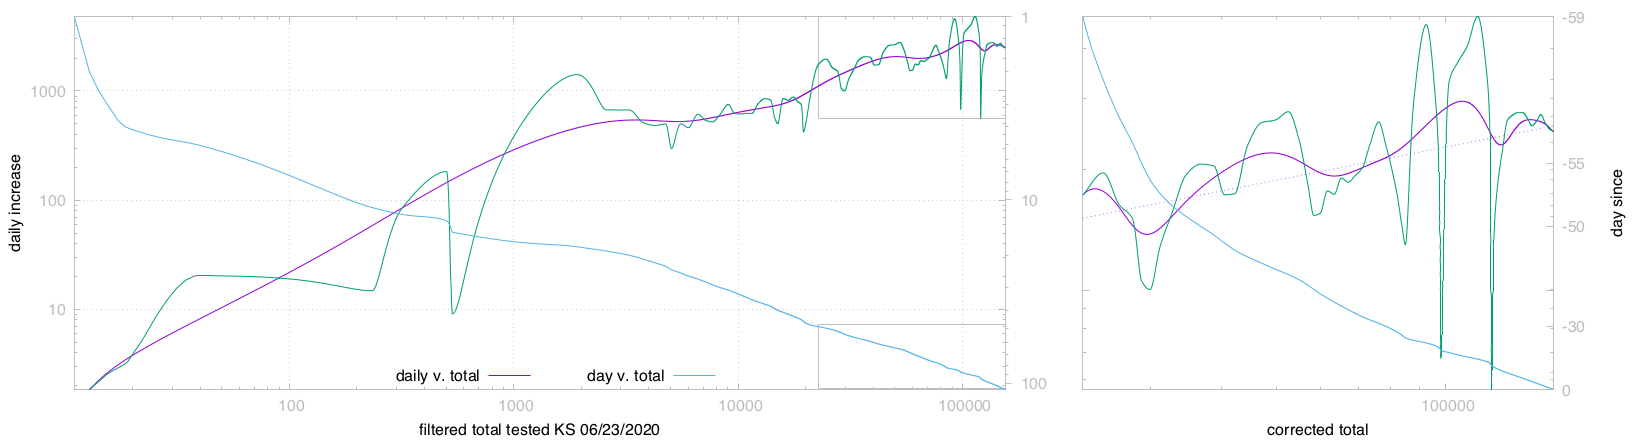 1000
100
10
daily increase
100
1000
10000
100000
1
10
100
daily v. total
day v. total
filtered total tested KS 06/23/2020
-59
-55
-50
-30
0
day since
100000
corrected total